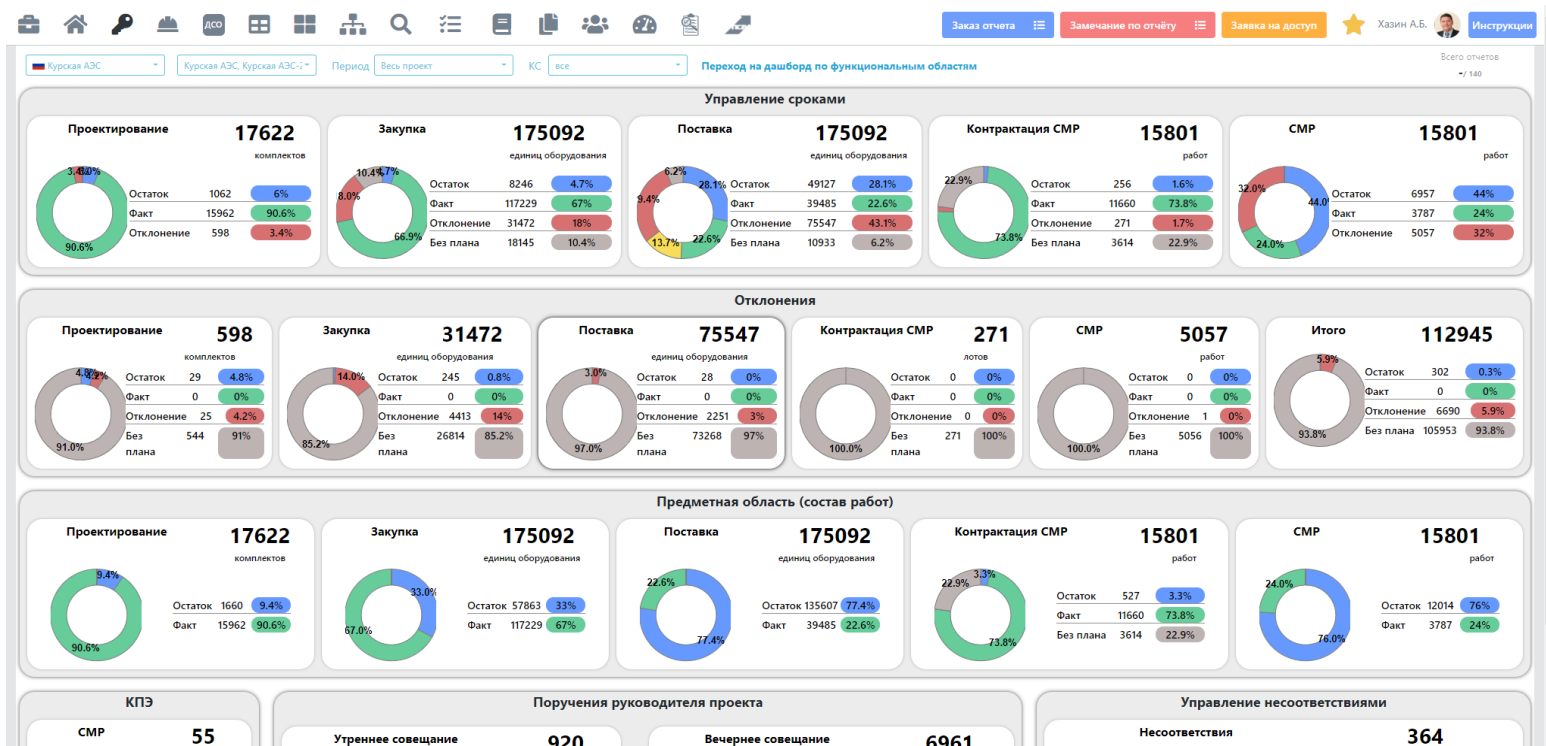 ДСО
Заказ отчета
Замечание по отчёту
Заявка на доступ
Хазин А.Б.
Инструкции
Курская АЭС
Курская АЭС, Курская АЭС-2
Период
Весь проект
КС
все
Переход на дашборд по функциональным областям
Всего отчетов
-/ 140
Управление сроками
Проектирование 17622
комплектов
3.4% 6.0%
90.6%
Остаток 1062 6%
Факт 15962 90.6%
Отклонение 598 3.4%
Закупка 175092
единиц оборудования
10.4% 4.7%
8.0%
66.9%
Остаток 8246 4.7%
Факт 117229 67%
Отклонение 31472 18%
Без плана 18145 10.4%
Поставка 175092
единиц оборудования
6.2%
28.1%
9.4%
13.7% 22.6%
Остаток 49127 28.1%
Факт 39485 22.6%
Отклонение 75547 43.1%
Без плана 10933 6.2%
Контрактация СМР 15801
работ
22.9%
73.8%
Остаток 256 1.6%
Факт 11660 73.8%
Отклонение 271 1.7%
Без плана 3614 22.9%
СМР 15801
работ
32.0%
44.0
24.0%
Остаток 6957 44%
Факт 3787 24%
Отклонение 5057 32%
Отклонения
Проектирование 598
комплектов
4.8% 4.2%
91.0%
Остаток 29 4.8%
Факт 0 0%
Отклонение 25 4.2%
Без 544 91%
плана
Закупка 31472
единиц оборудования
14.0%
85.2%
Остаток 245 0.8%
Факт 0 0%
Отклонение 4413 14%
Без 26814 85.2%
плана
Поставка 75547
единиц оборудования
3.0%
97.0%
Остаток 28 0%
Факт 0 0%
Отклонение 2251 3%
Без 73268 97%
плана
Контрактация СМР 271
лотов
100.0%
Остаток 0 0%
Факт 0 0%
Отклонение 0 0%
Без 271 100%
плана
СМР 5057
работ
100.0%
Остаток 0 0%
Факт 0 0%
Отклонение 1 0%
Без 5056 100%
плана
Итого 112945
5.9%
93.8%
Остаток 302 0.3%
Факт 0 0%
Отклонение 6690 5.9%
Без плана 105953 93.8%
Предметная область (состав работ)
Проектирование 17622
комплектов
9.4%
90.6%
Остаток 1660 9.4%
Факт 15962 90.6%
Закупка 175092
единиц оборудования
33.0%
67.0%
Остаток 57863 33%
Факт 117229 67%
Поставка 175092
единиц оборудования
22.6%
77.4%
Остаток 135607 77.4%
Факт 39485 22.6%
Контрактация СМР 15801
работ
3.3%
22.9%
73.8%
Остаток 527 3.3%
Факт 11660 73.8%
Без плана 3614 22.9%
СМР 15801
работ
24.0%
76.0%
Остаток 12014 76%
Факт 3787 24%
КПЭ
СМР 55
Поручения руководителя проекта
Утреннее совещание 920
Вечернее совещание 6961
Управление несоответствиями
Несоответствия 364